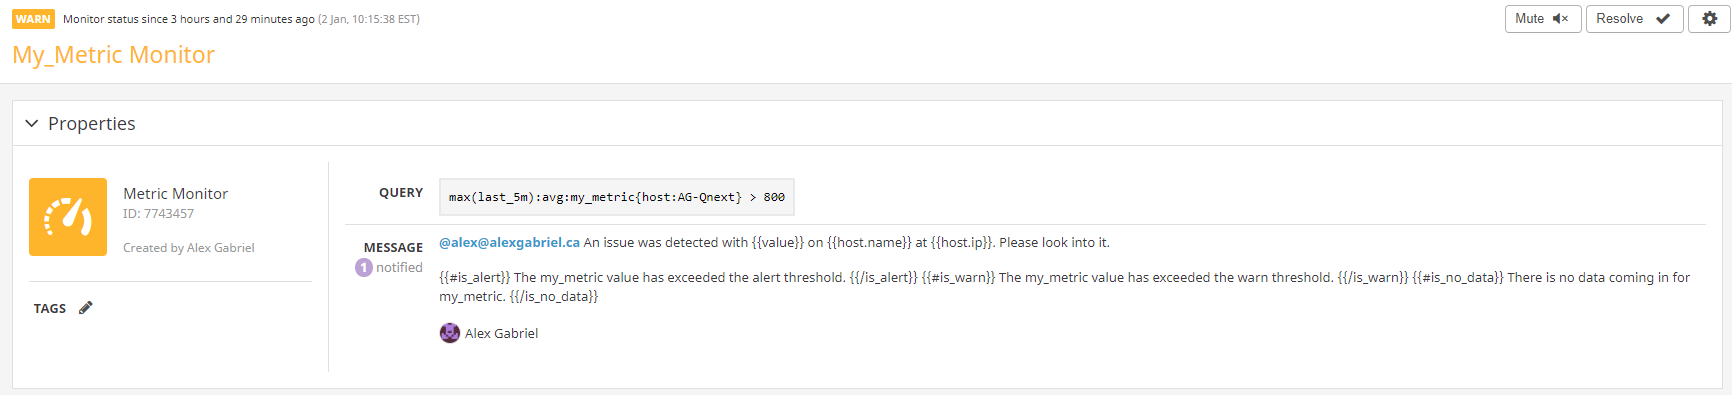 WARN Monitor status since 3 hours and 29 minutes ago (2 Jan, 10:15:38 EST)
Mute
Resolve
My_Metric Monitor
Properties
Metric Monitor
ID: 7743457
Created by Alex Gabriel
TAGS
QUERY
max(last_5m):avg:my_metric{host:AG-Qnext} > 800
MESSAGE
1 notified
@alex@alexgabriel.ca An issue was detected with {{value}} on {{host.name}} at {{host.ip}}. Please look into it.
{{#is_alert}} The my_metric value has exceeded the alert threshold. {{/is_alert}} {{#is_warn}} The my_metric value has exceeded the warn threshold. {{/is_warn}} {{#is_no_data}} There is no data coming in for
my_metric. {{/is_no_data}}
Alex Gabriel